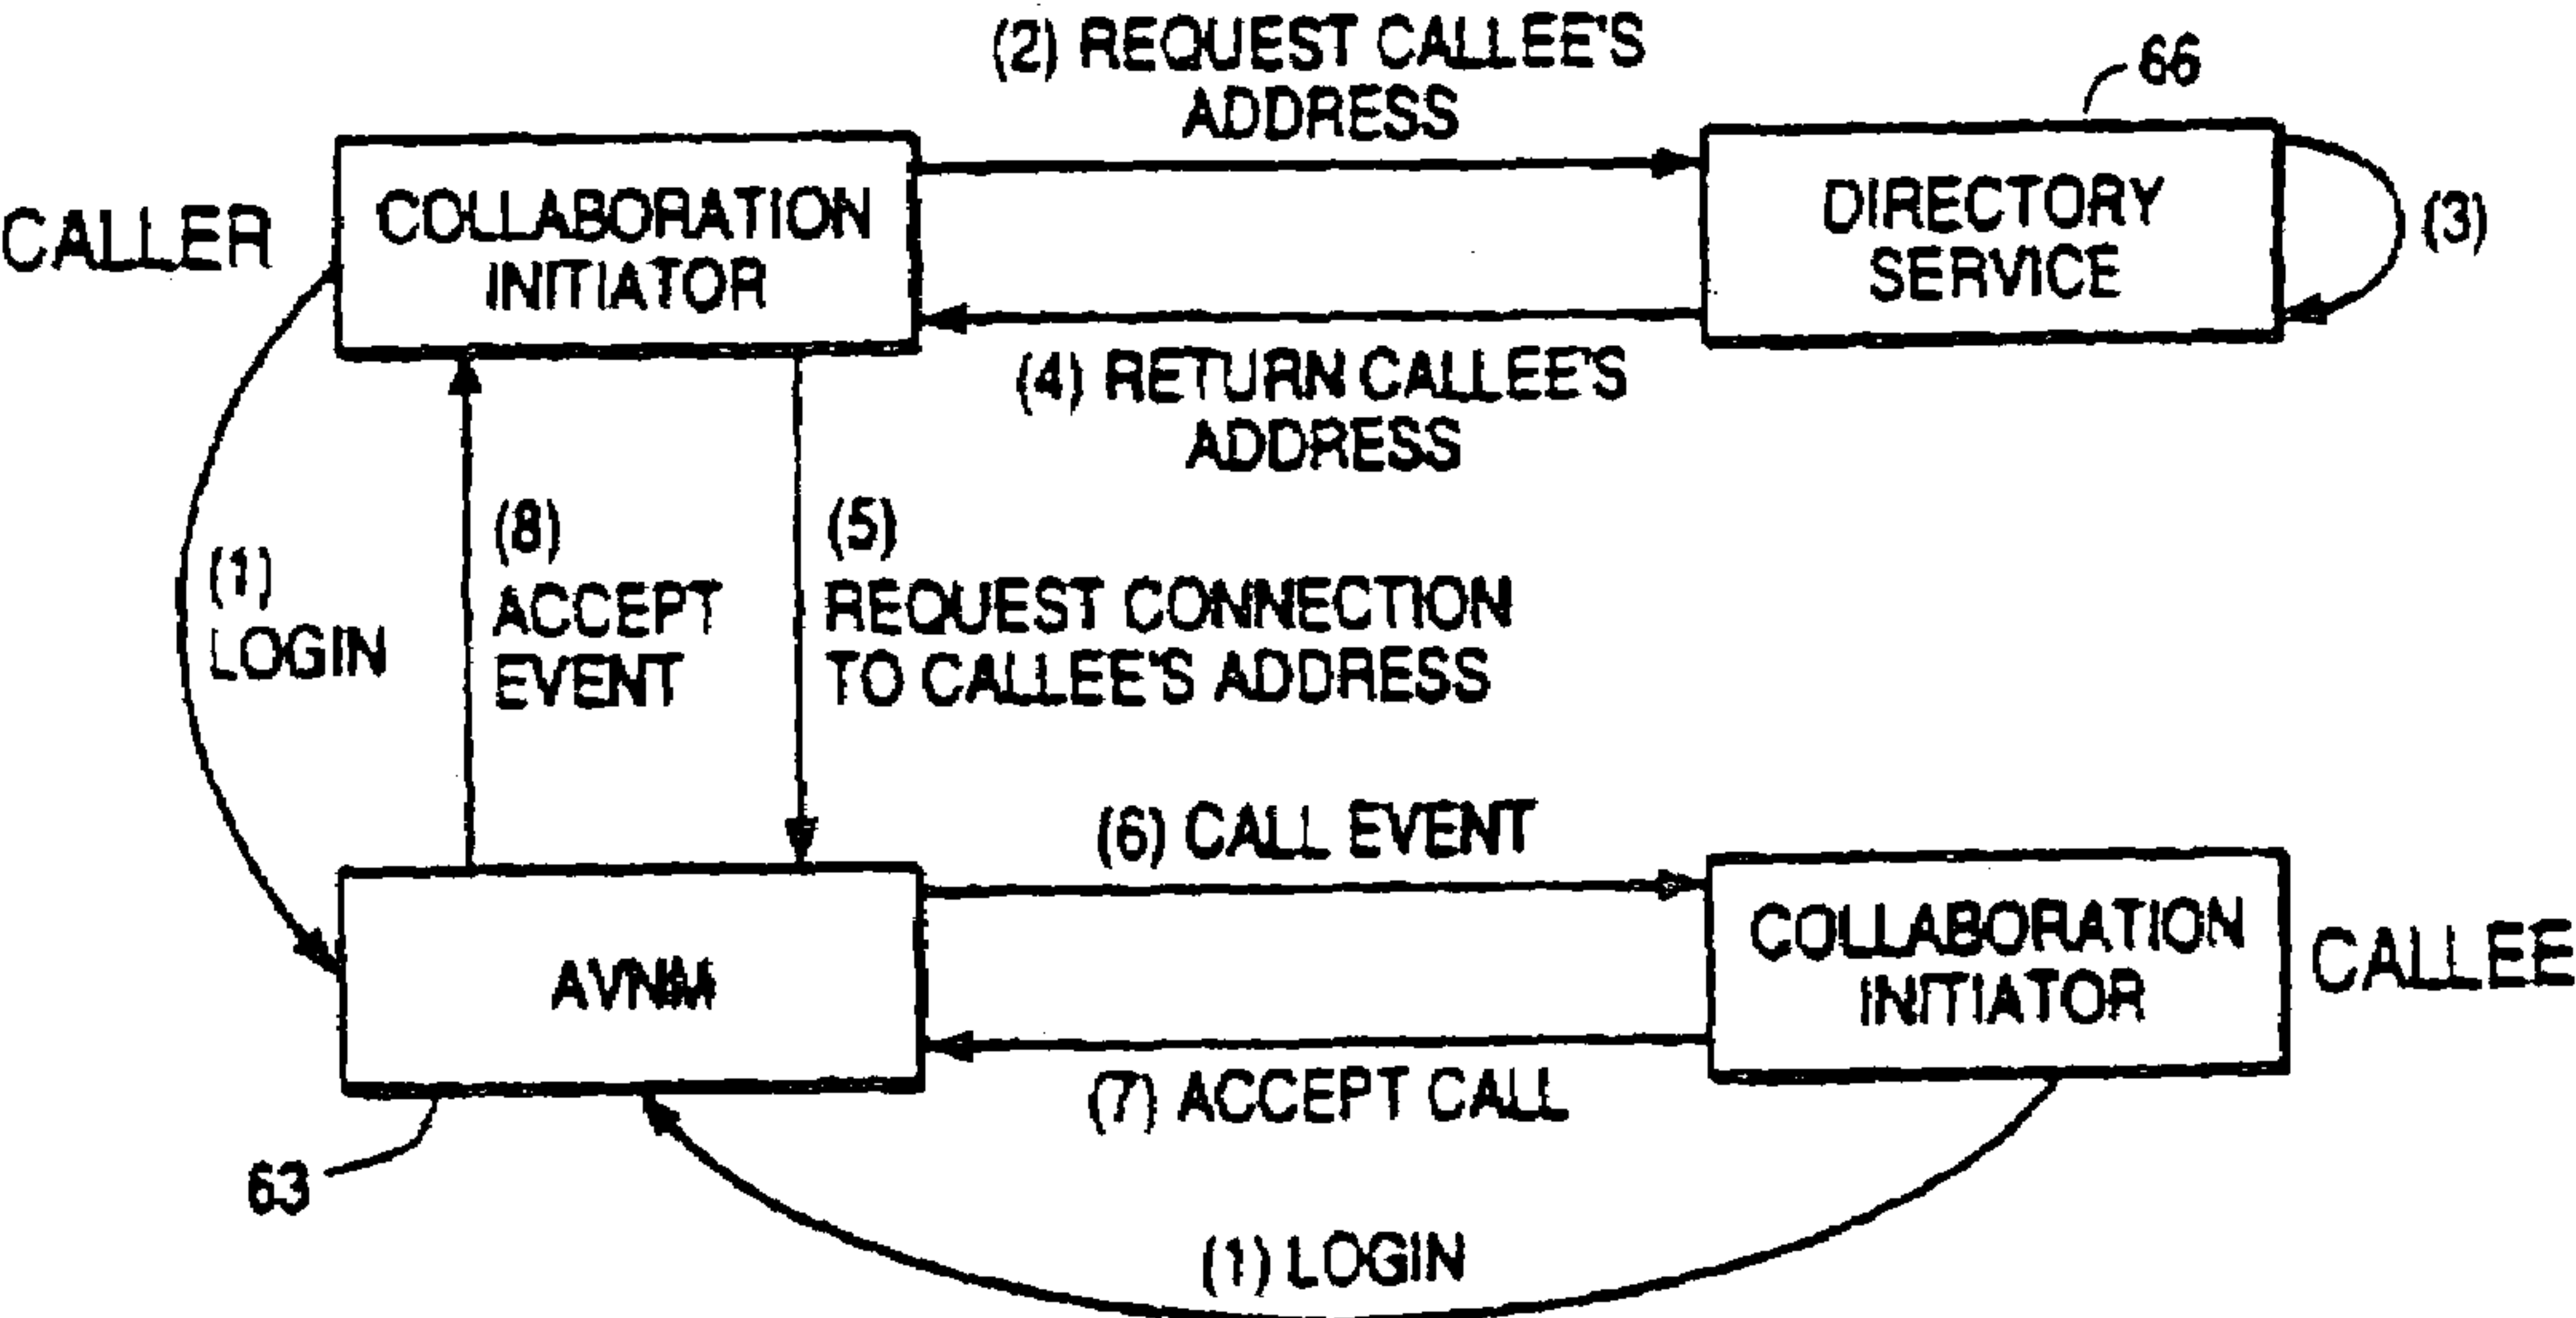 (2) REQUEST CALLEE'S
ADDRESS
66
CALLER
COLLABORATION
INITIATOR
DIRECTORY
SERVICE
(3)
(4) RETURN CALLEE'S
ADDRESS
(1)
LOGIN
(8)
ACCEPT
EVENT
(5)
REQUEST CONNECTION
TO CALLEE'S ADDRESS
(6) CALL EVENT
AVNM
COLLABORATION
INITIATOR
CALLEE
(7) ACCEPT CALL
63
(1) LOGIN